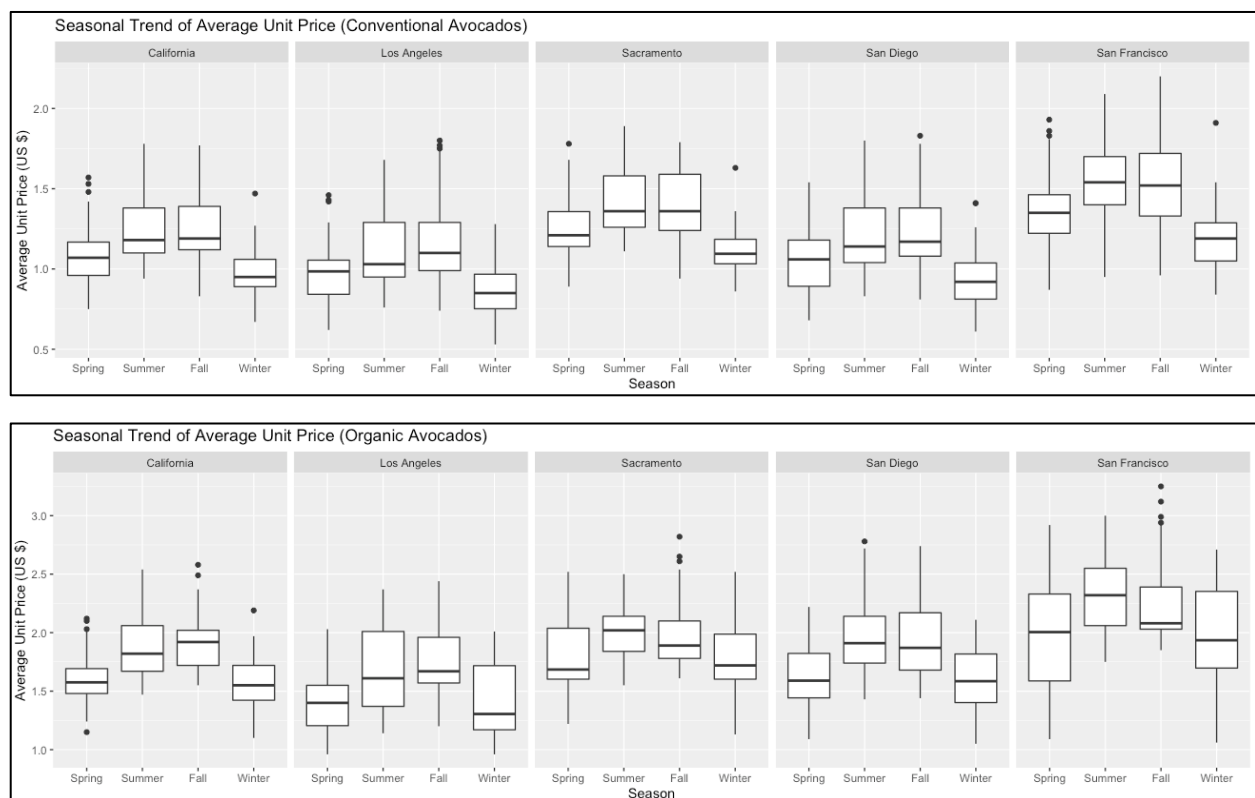 Seasonal Trend of Average Unit Price (Conventional Avocados)
California Los Angeles Sacramento San Diego San Francisco
Average Unit Price (US $)
2.0
1.5
1.0
0.5
Spring Summer Fall Winter Spring Summer Fall Winter Spring Summer Fall Winter Spring Summer Fall Winter Spring Summer Fall Winter
Season
Seasonal Trend of Average Unit Price (Organic Avocados)
California Los Angeles Sacramento San Diego San Francisco
Average Unit Price (US $)
3.0
2.5
2.0
1.5
1.0
Spring Summer Fall Winter Spring Summer Fall Winter Spring Summer Fall Winter Spring Summer Fall Winter Spring Summer Fall Winter
Season